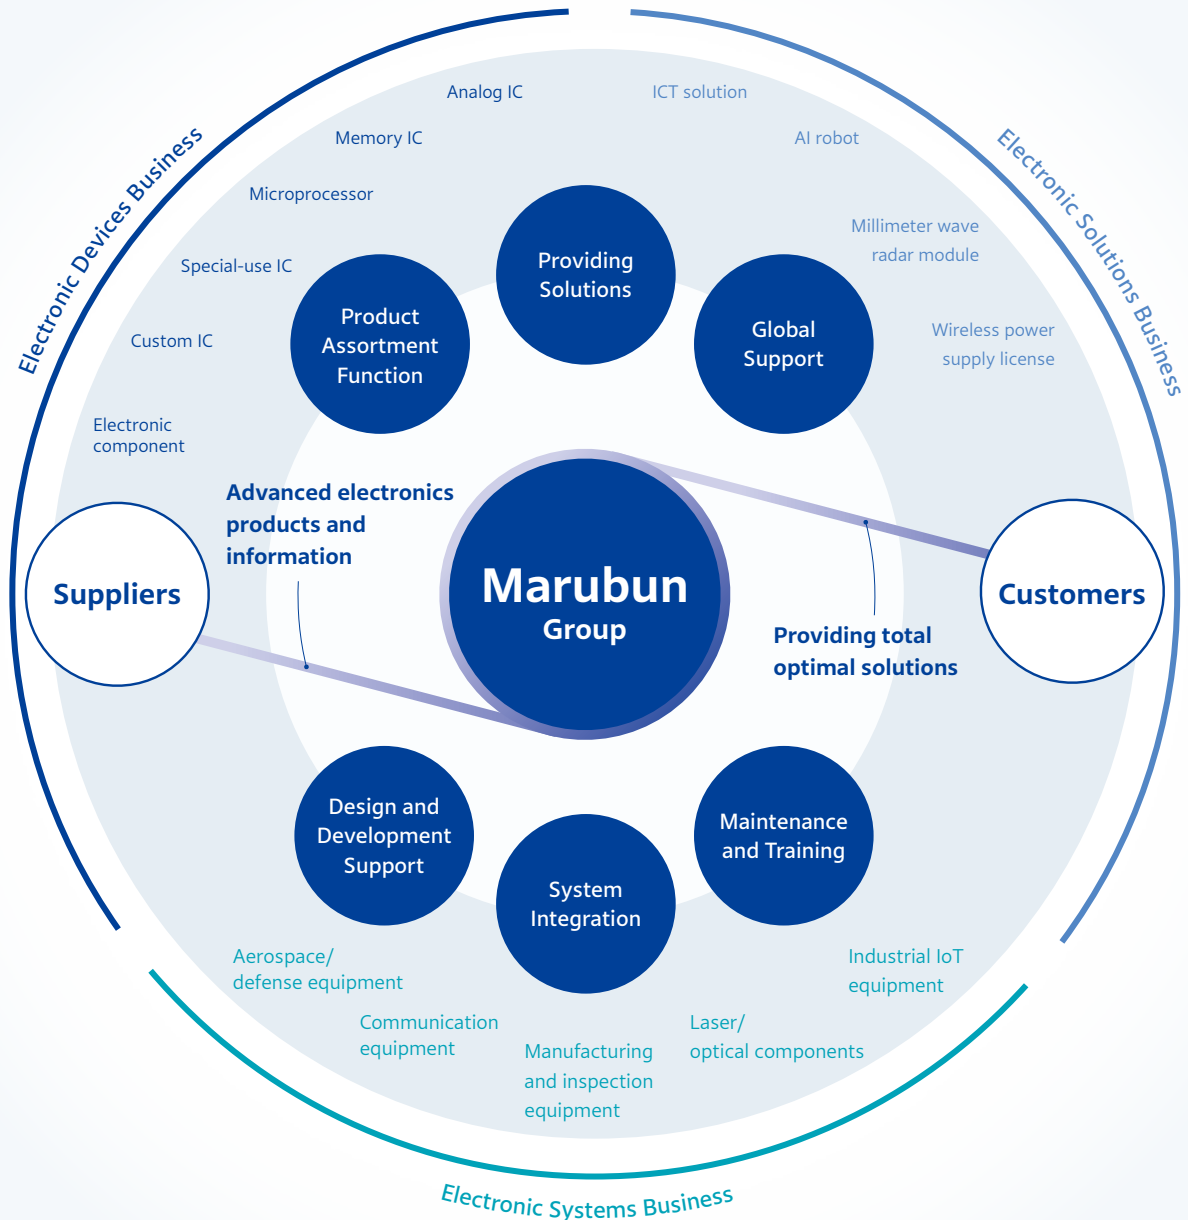 Electronic Devices Business
Electronic Solutions Business
Analog IC
Memory IC
Microprocessor
Special-use IC
Custom IC
Electronic
component
ICT solution
AI robot
Millimeter wave
radar module
Wireless power
supply license
Product
Assortment
Function
Providing
Solutions
Global
Support
Advanced electronics
products and
information
Suppliers
Marubun
Group
Customers
Providing total
optimal solutions
Design and
Development
Support
System
Integration
Maintenance
and Training
Aerospace/
defense equipment
Communication
equipment
Manufacturing
and inspection
equipment
Laser/
optical components
Industrial IoT
equipment
Electronic Systems Business